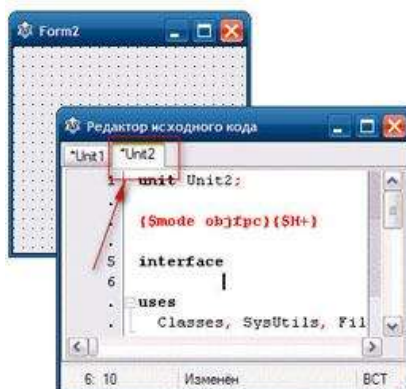 Form2
Редактор исходного кода
*Unit1 *Unit2
1 unit Unit2;
.
. {$mode objfpc}{$H+}
.
5 interface
6
. uses
. Classes, SysUtils, Fil
6: 10 Изменён ВСТ